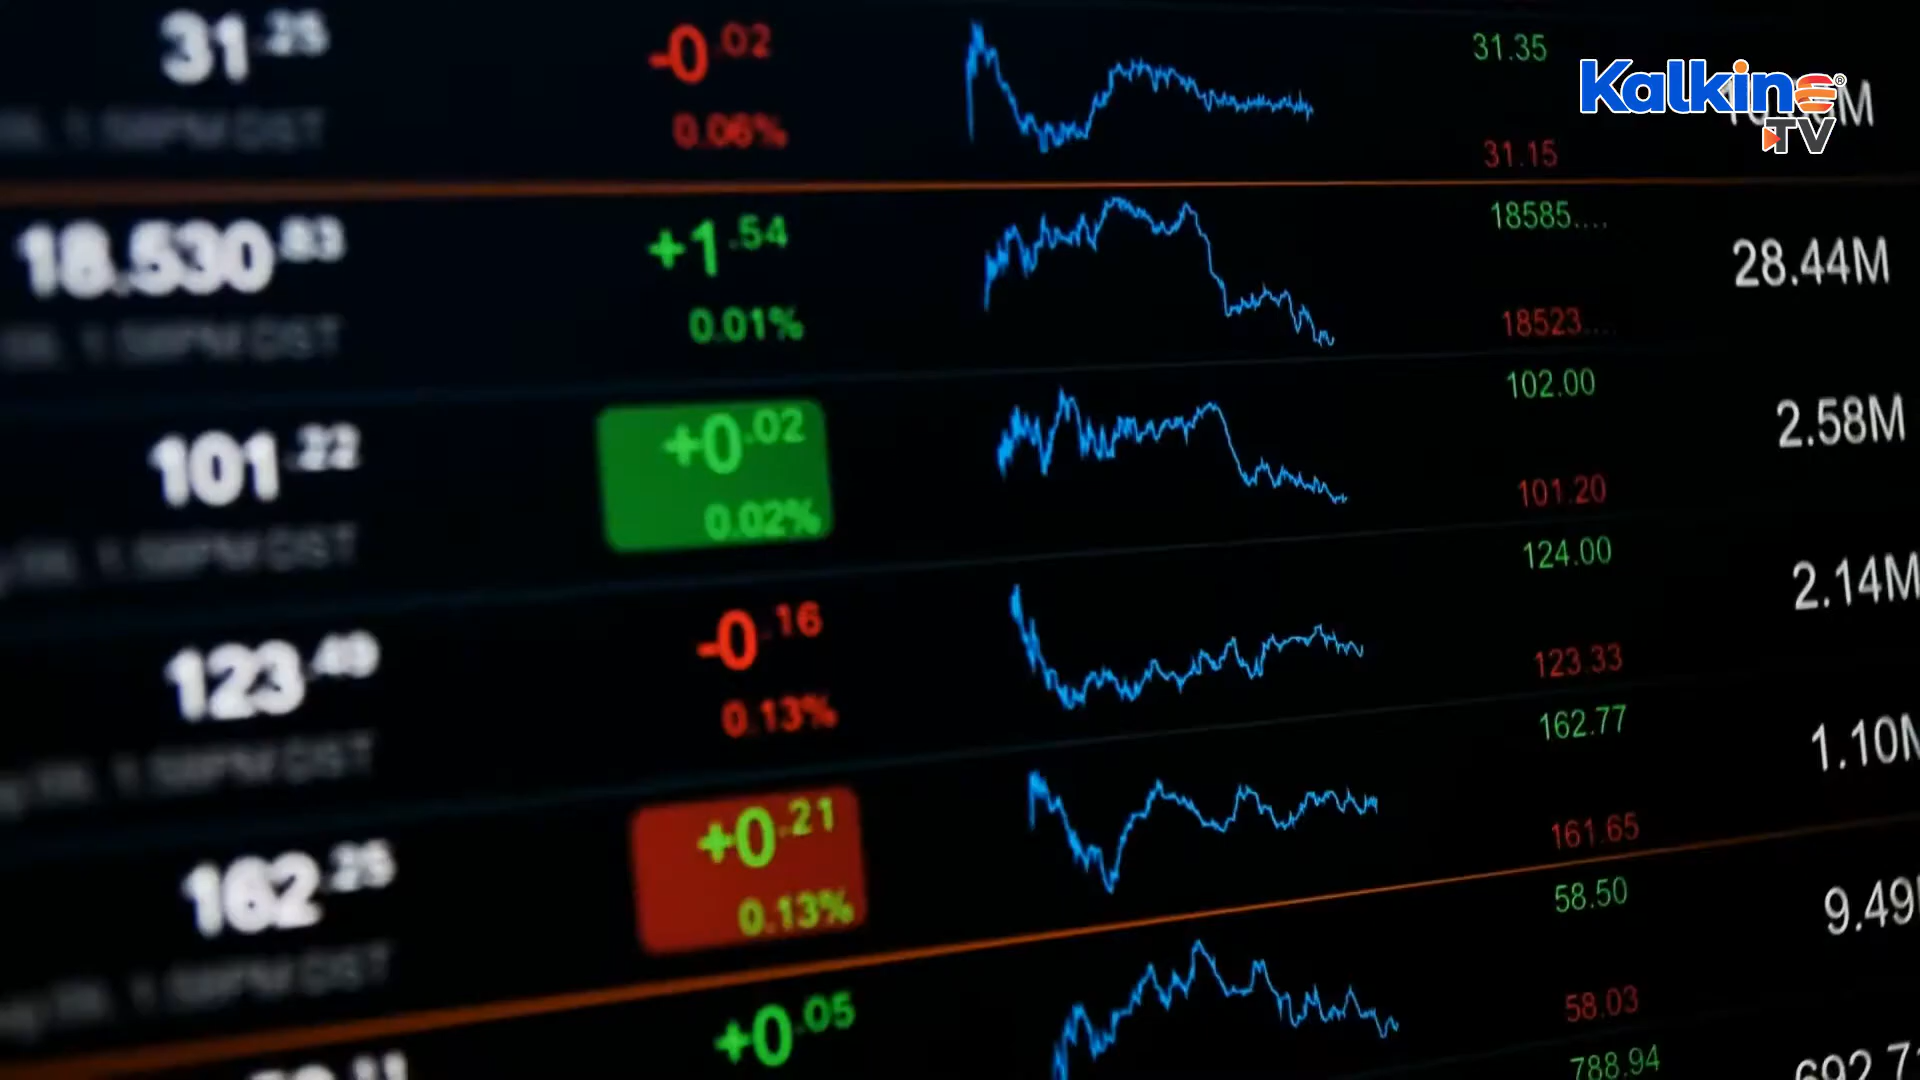 31.25 -0.02 31.35
Kalkine®
TV
0.06% 31.15
18.530.83 +1.54 18585.... 28.44M
0.01% 18523....
101.22 +0.02 102.00 2.58M
0.02% 101.20
123.49 -0.16 124.00 2.14M
0.13% 123.33
162.25 +0.21 162.77 1.10M
0.13% 161.65
+0.05 58.50 9.49
58.03
788.94